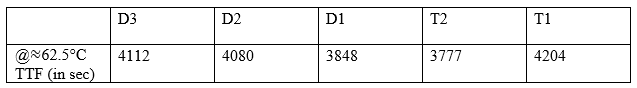 D3 D2 D1 T2 T1
@≈62.5°C 4112 4080 3848 3777 4204
TTF (in sec)